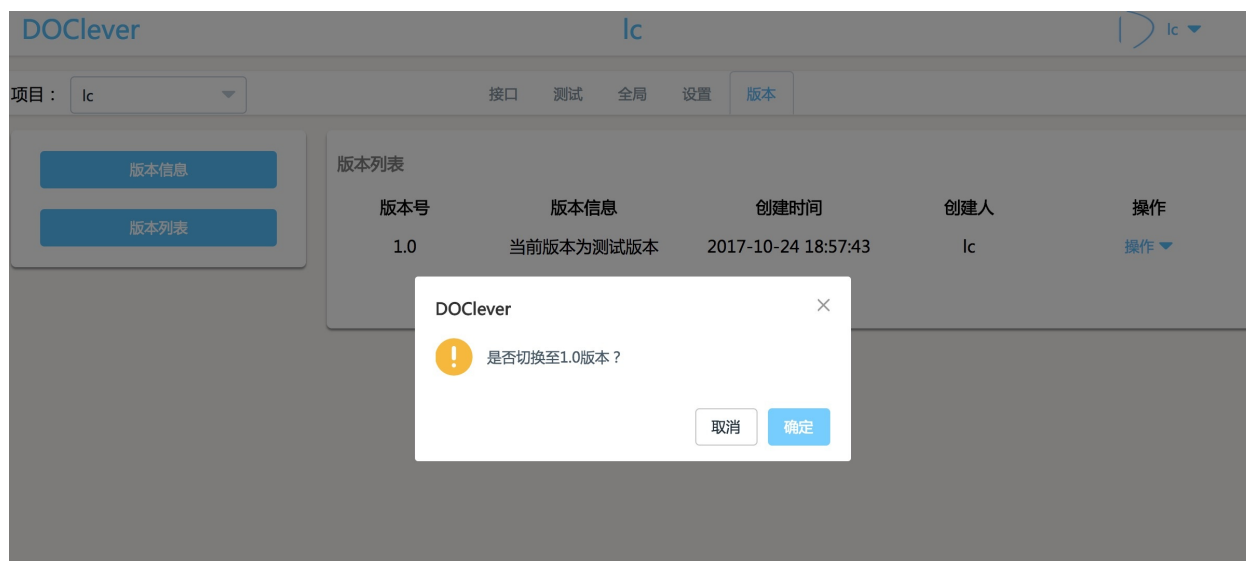 DOClever lc lc
项目： lc 接口 测试 全局 设置 版本
版本信息
版本列表
版本列表
版本号 版本信息 创建时间 创建人 操作
1.0 当前版本为测试版本 2017-10-24 18:57:43 lc 操作
DOClever
是否切换至1.0版本？
取消 确定